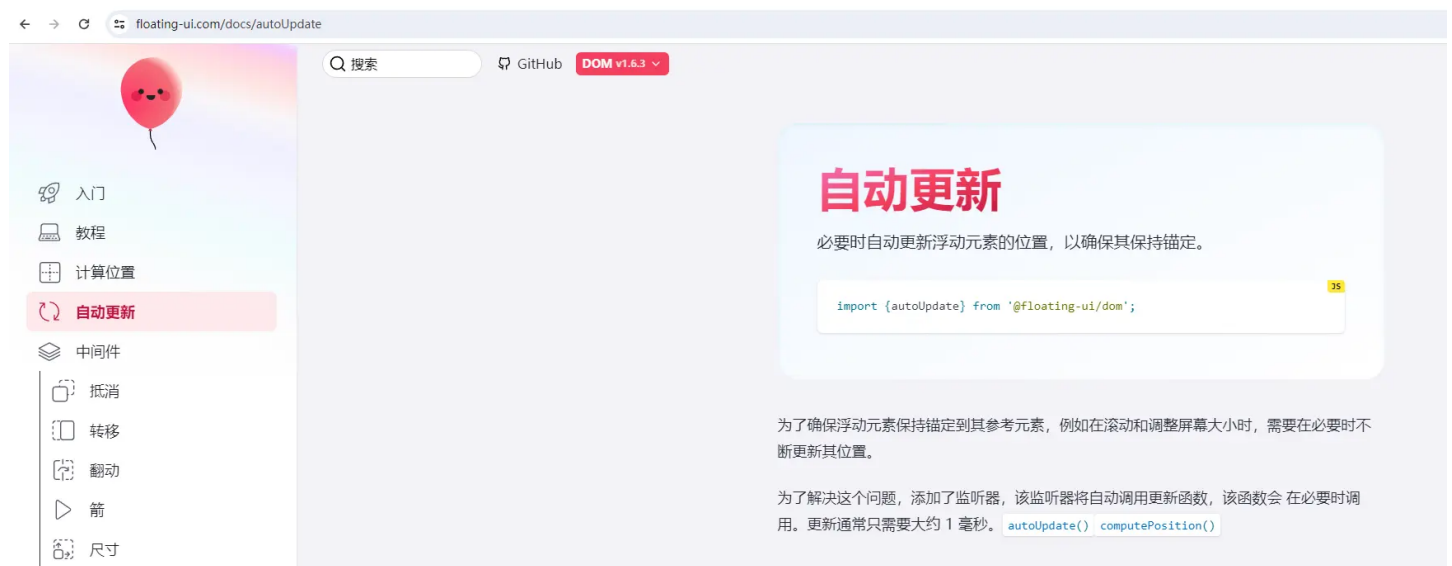 floating-ui.com/docs/autoUpdate
搜索
GitHub
DOM v1.6.3
入门
教程
计算位置
自动更新
中间件
抵消
转移
翻动
箭
尺寸
自动更新
必要时自动更新浮动元素的位置，以确保其保持锚定。
JS
import {autoUpdate} from '@floating-ui/dom';
为了确保浮动元素保持锚定到其参考元素，例如在滚动和调整屏幕大小时，需要在必要时不
断更新其位置。
为了解决这个问题，添加了监听器，该监听器将自动调用更新函数，该函数会 在必要时调
用。更新通常只需要大约 1 毫秒。 autoUpdate() computePosition()